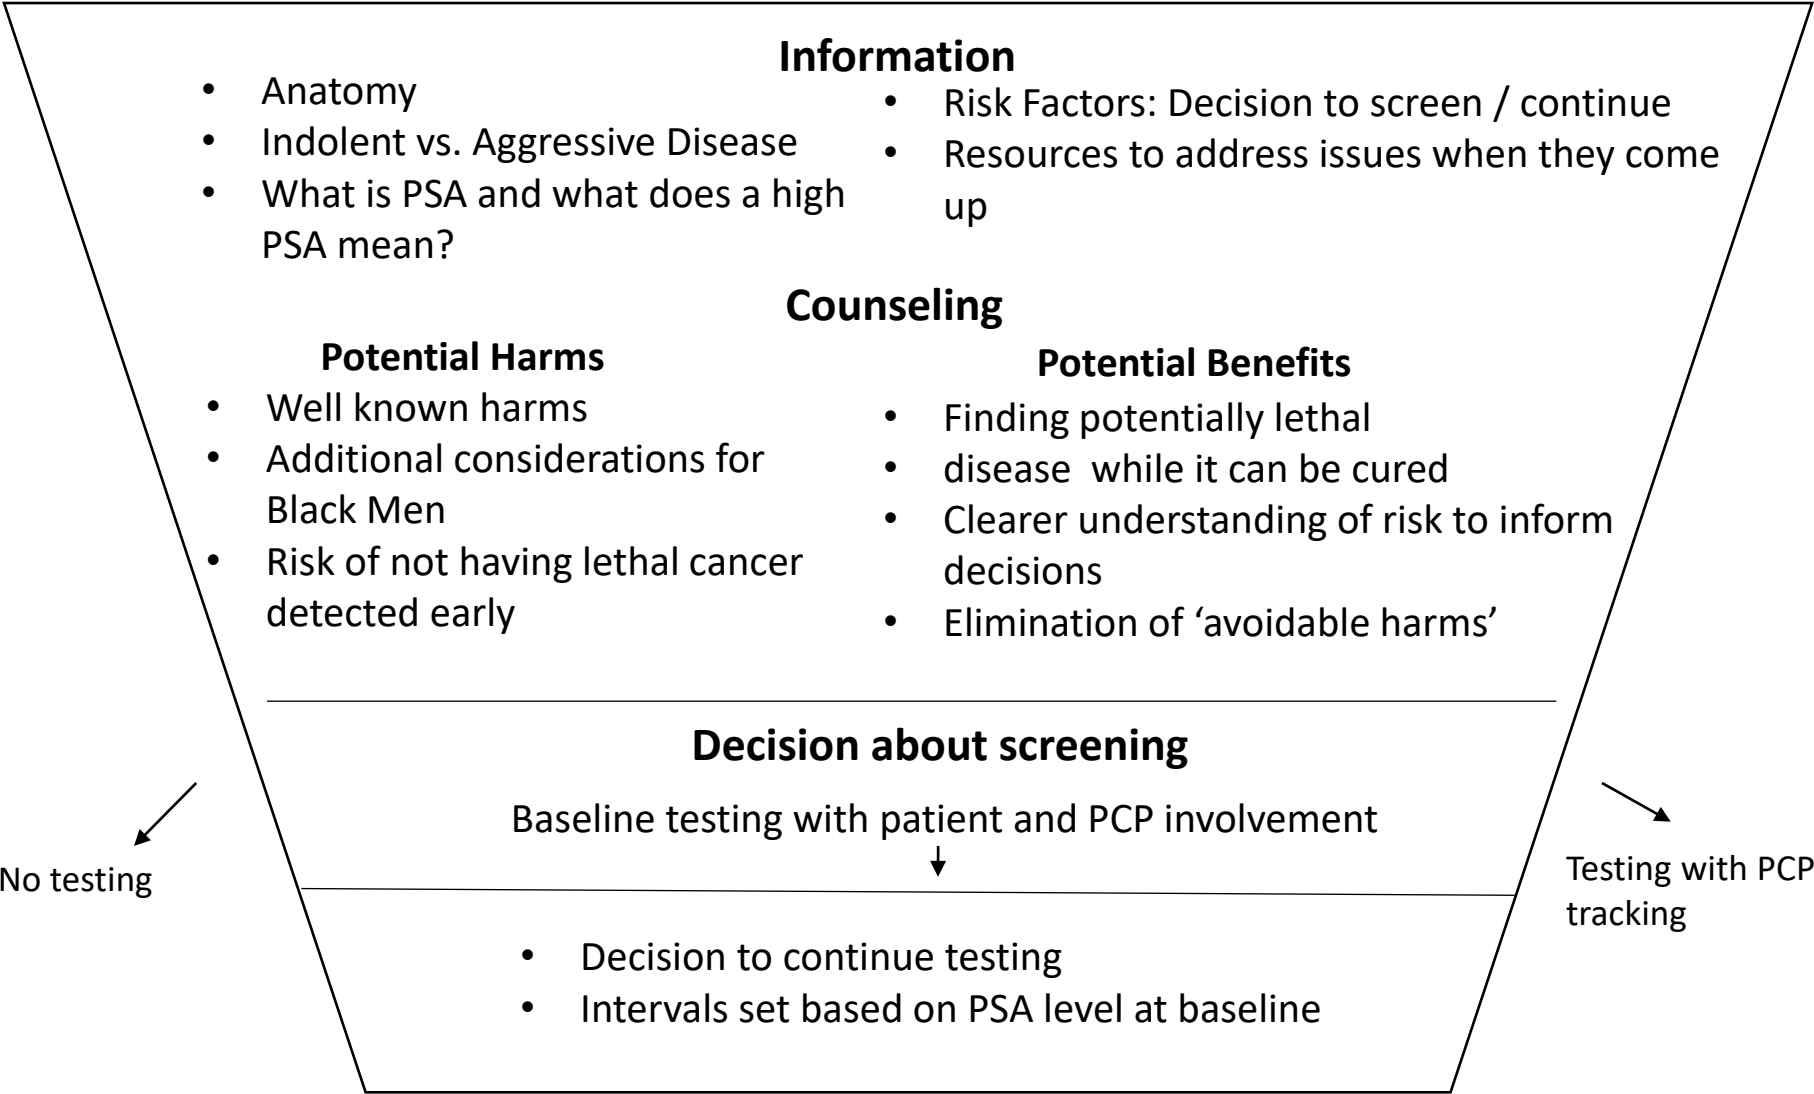 Information
• Anatomy
• Indolent vs. Aggressive Disease
• What is PSA and what does a high
PSA mean?
• Risk Factors: Decision to screen / continue
• Resources to address issues when they come
up
Counseling
Potential Harms
• Well known harms
• Additional considerations for
Black Men
• Risk of not having lethal cancer
detected early
Potential Benefits
• Finding potentially lethal
• disease  while it can be cured
• Clearer understanding of risk to inform
decisions
• Elimination of ‘avoidable harms’
Decision about screening
Baseline testing with patient and PCP involvement
No testing
Testing with PCP
tracking
• Decision to continue testing
• Intervals set based on PSA level at baseline